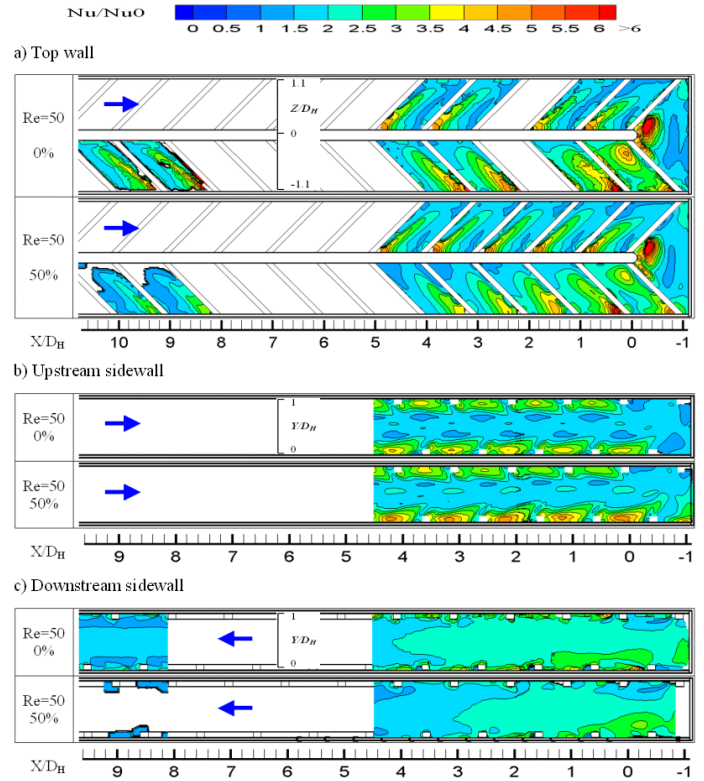 Nu/Nu0
0 0.5 1 1.5 2 2.5 3 3.5 4 4.5 5 5.5 6 >6
a) Top wall
Re=50
0%
1.1
Z/DH
0
-1.1
Re=50
50%
X/DH
10 9 8 7 6 5 4 3 2 1 0 -1
b) Upstream sidewall
Re=50
0%
1
Y/DH
0
Re=50
50%
X/DH
9 8 7 6 5 4 3 2 1 0 -1
c) Downstream sidewall
Re=50
0%
1
Y/DH
0
Re=50
50%
X/DH
9 8 7 6 5 4 3 2 1 0 -1